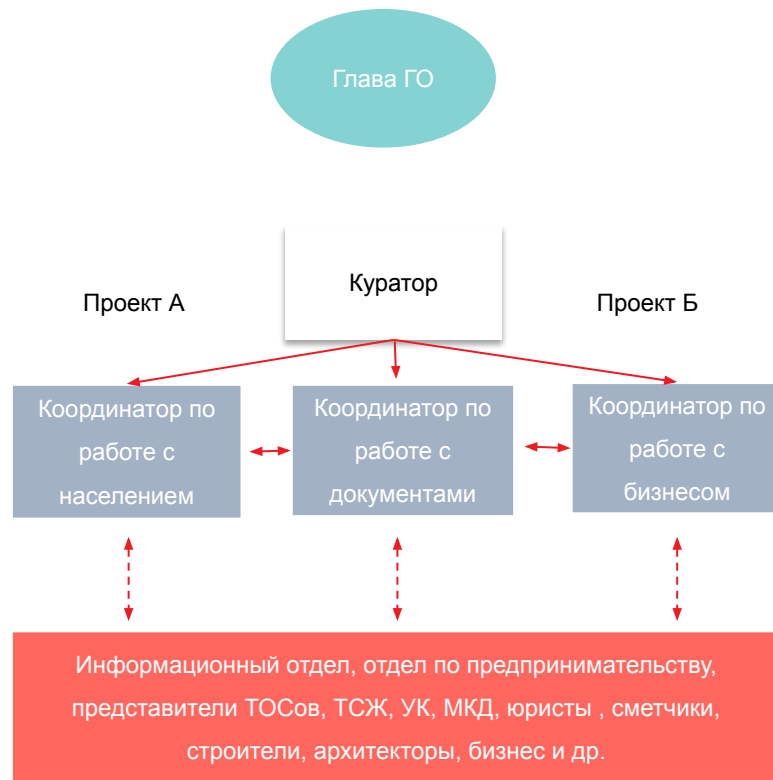 Глава ГО
Куратор
Проект А
Проект Б
Координатор по
работе с
населением
Координатор по
работе с
документами
Координатор по
работе с
бизнесом
Информационный отдел, отдел по предпринимательству,
представители ТОСов, ТСЖ, УК, МКД, юристы , сметчики,
строители, архитекторы, бизнес и др.